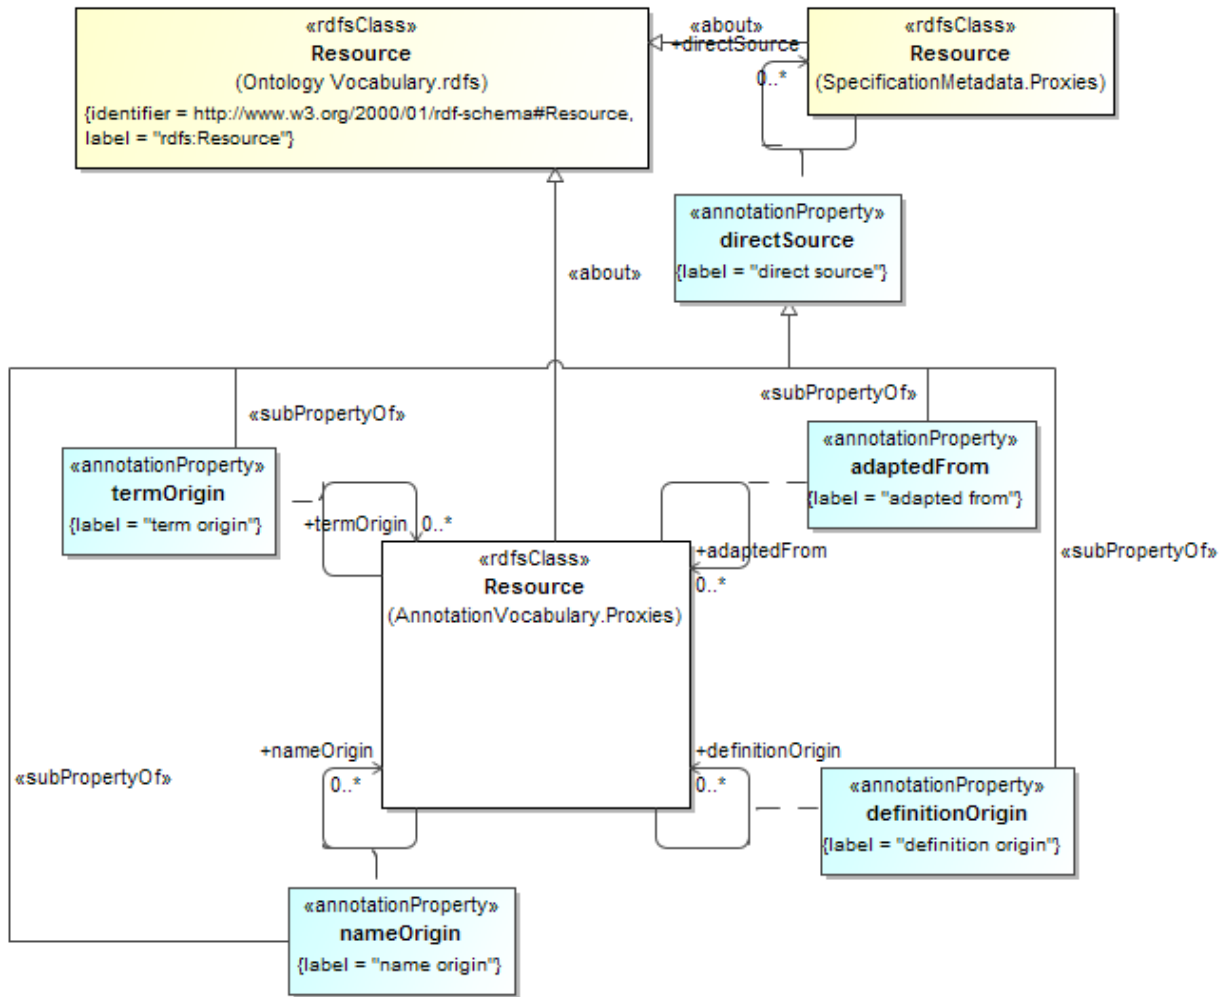 «rdfsClass»
Resource
(Ontology Vocabulary.rdfs)
{identifier = http://www.w3.org/2000/01/rdf-schema#Resource,
label = "rdfs:Resource"}
«about»
+directSource
0..*
«rdfsClass»
Resource
(SpecificationMetadata.Proxies)
«annotationProperty»
directSource
{label = "direct source"}
«about»
«subPropertyOf»
«subPropertyOf»
«annotationProperty»
termOrigin
{label = "term origin"}
«annotationProperty»
adaptedFrom
{label = "adapted from"}
+termOrigin
0..*
+adaptedFrom
0..*
«subPropertyOf»
«rdfsClass»
Resource
(AnnotationVocabulary.Proxies)
+nameOrigin
0..*
+definitionOrigin
0..*
«subPropertyOf»
«annotationProperty»
definitionOrigin
{label = "definition origin"}
«annotationProperty»
nameOrigin
{label = "name origin"}